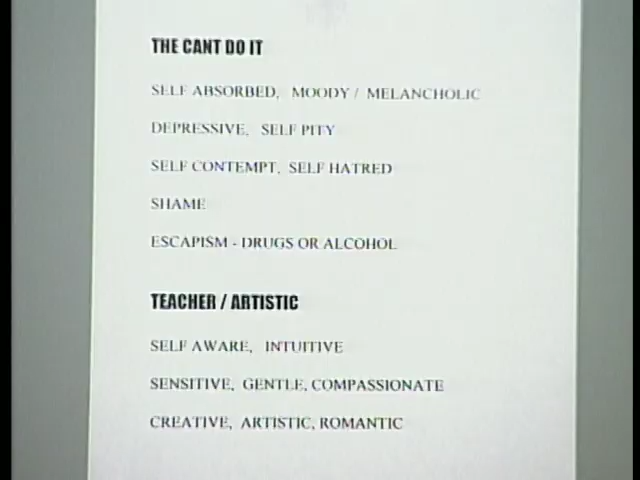 THE CANT DO IT
SELF ABSORBED, MOODY / MELANCHOLIC
DEPRESSIVE, SELF PITY
SELF CONTEMPT, SELF HATRED
SHAME
ESCAPISM - DRUGS OR ALCOHOL
TEACHER / ARTISTIC
SELF AWARE, INTUITIVE
SENSITIVE, GENTLE, COMPASSIONATE
CREATIVE, ARTISTIC, ROMANTIC